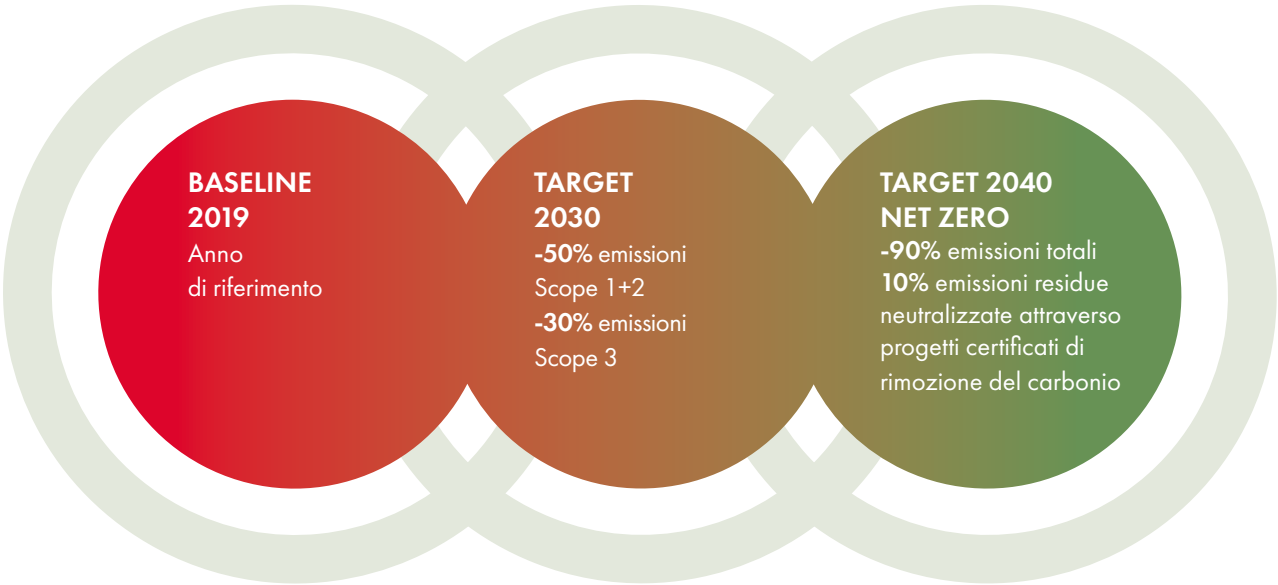 BASELINE
2019
Anno
di riferimento
TARGET
2030
-50% emissioni
Scope 1+2
-30% emissioni
Scope 3
TARGET 2040
NET ZERO
-90% emissioni totali
10% emissioni residue
neutralizzate attraverso
progetti certificati di
rimozione del carbonio